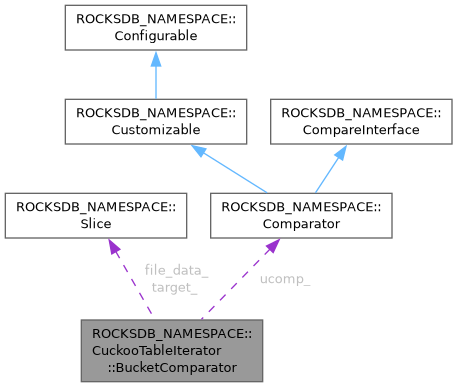 ROCKSDB_NAMESPACE::
Configurable
ROCKSDB_NAMESPACE::
Customizable
ROCKSDB_NAMESPACE::
CompareInterface
ROCKSDB_NAMESPACE::
Slice
ROCKSDB_NAMESPACE::
Comparator
file_data_
target_
ucomp_
ROCKSDB_NAMESPACE::
CuckooTableIterator
::BucketComparator